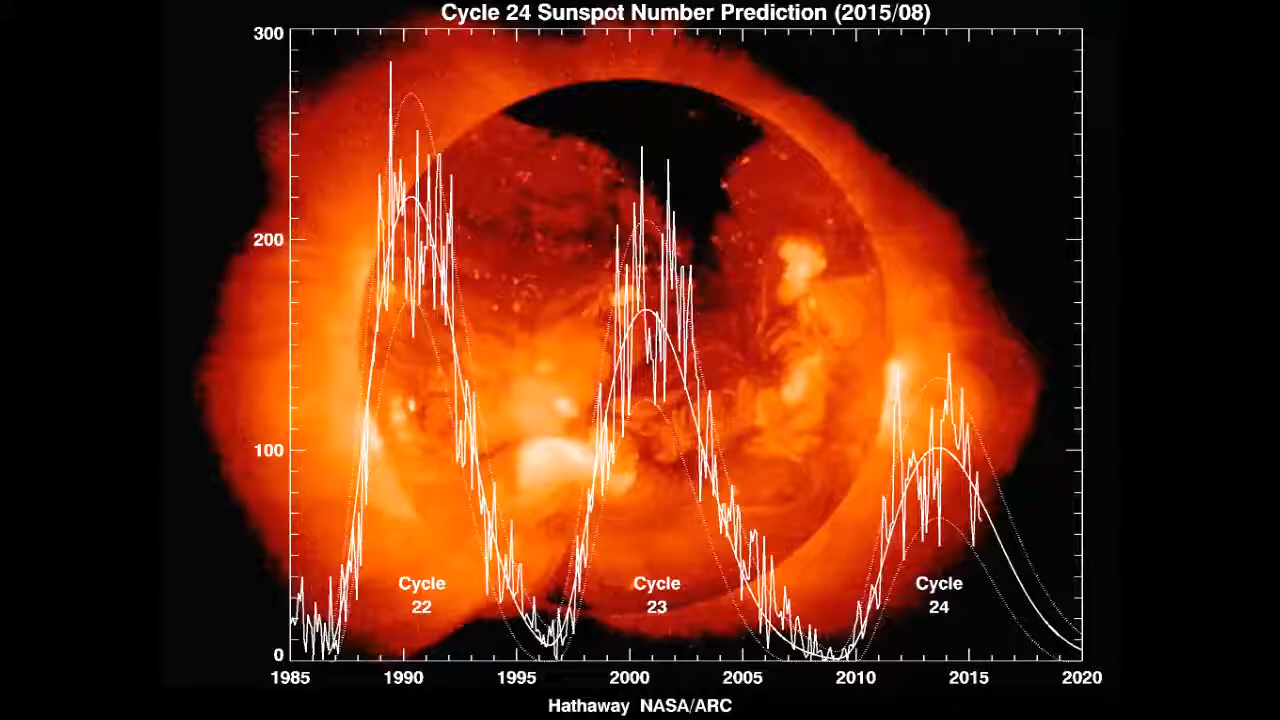 Cycle 24 Sunspot Number Prediction (2015/08)
300
200
100
0
Cycle
22
Cycle
23
Cycle
24
1985 1990 1995 2000 2005 2010 2015 2020
Hathaway NASA/ARC